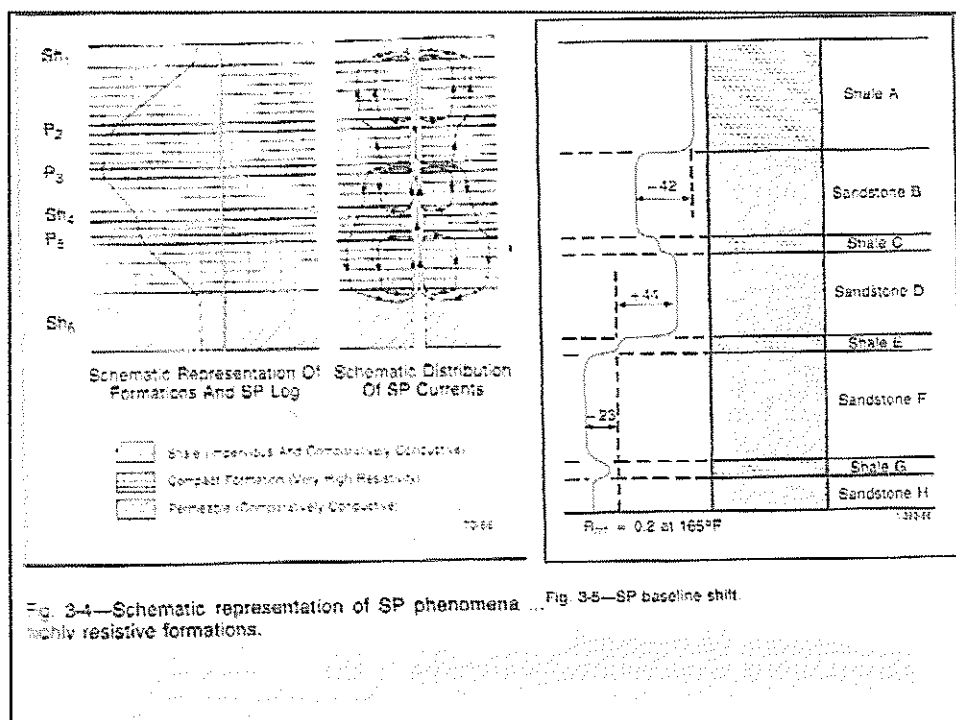 Sh₁
P₂
P₃
Sh₄
P₅
Sh₆
Schematic Representation Of
Formations And SP Log
Schematic Distribution
Of SP Currents
Shale (Impervious And Comparatively Conductive)
Compact Formation (Very High Resistivity)
Permeable (Comparatively Conductive)
Shale A
Sandstone B
Shale C
Sandstone D
Shale E
Sandstone F
Shale G
Sandstone H
−42
+44
−23
= 0.2 at 165°F
Fig. 3-4—Schematic representation of SP phenomena ...
highly resistive formations.
Fig. 3-5—SP baseline shift.